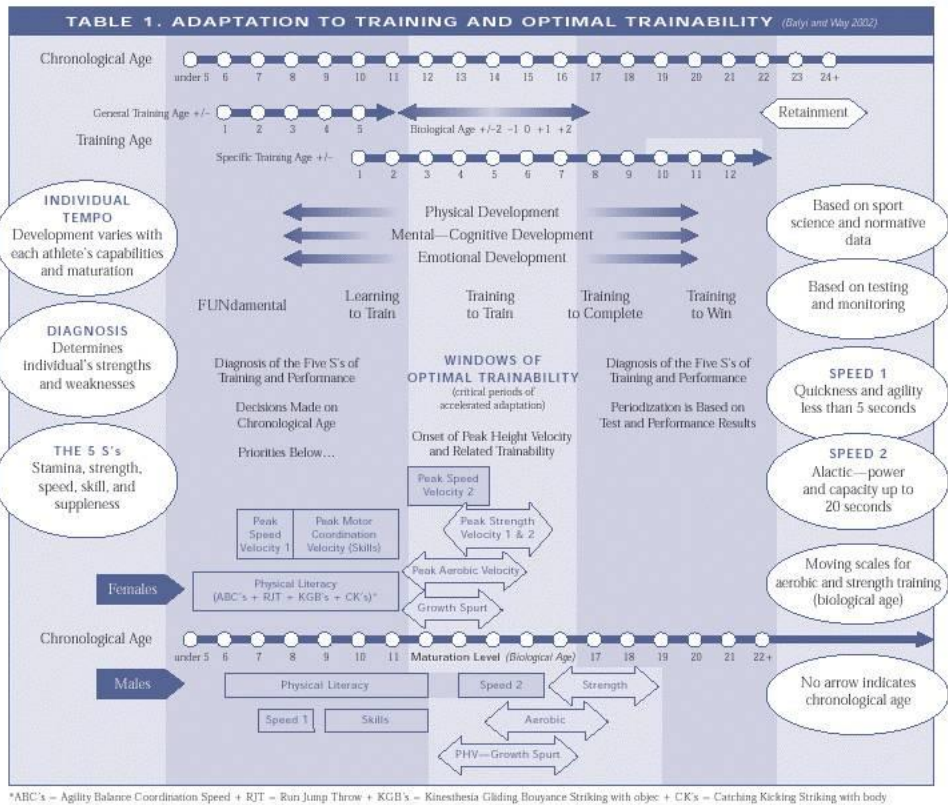 TABLE 1. ADAPTATION TO TRAINING AND OPTIMAL TRAINABILITY (Balyi and Way 2002)
Chronological Age
under 5 6 7 8 9 10 11 12 13 14 15 16 17 18 19 20 21 22 23 24+
General Training Age +/-
1 2 3 4 5
Biological Age +/-2 -1 0 +1 +2
Retainment
Training Age
Specific Training Age +/-
1 2 3 4 5 6 7 8 9 10 11 12
INDIVIDUAL
TEMPO
Development varies with
each athlete's capabilities
and maturation
Physical Development
Mental—Cognitive Development
Emotional Development
Based on sport
science and normative
data
Based on testing
and monitoring
FUNdamental
Learning
to Train
Training
to Train
Training
to Complete
Training
to Win
DIAGNOSIS
Determines
individual's strengths
and weaknesses
Diagnosis of the Five S's of
Training and Performance
Decisions Made on
Chronological Age
Priorities Below...
WINDOWS OF
OPTIMAL TRAINABILITY
(critical periods of
accelerated adaptation)
Onset of Peak Height Velocity
and Related Trainability
Diagnosis of the Five S's of
Training and Performance
Periodization is Based on
Test and Performance Results
SPEED 1
Quickness and agility
less than 5 seconds
THE 5 S's
Stamina, strength,
speed, skill, and
suppleness
SPEED 2
Alactic—power
and capacity up to
20 seconds
Peak Speed
Velocity 2
Peak
Speed
Velocity 1
Peak Motor
Coordination
Velocity (Skills)
Peak Strength
Velocity 1 & 2
Peak Aerobic Velocity
Moving scales for
aerobic and strength training
(biological age)
Females
Physical Literacy
(ABC's + RJT + KGB's + CK's)*
Growth Spurt
Chronological Age
under 5 6 7 8 9 10 11 Maturation Level (Biological Age) 17 18 19 20 21 22+
Males
Physical Literacy
Speed 2
Strength
No arrow indicates
chronological age
Speed 1
Skills
Aerobic
PHV—Growth Spurt
*ABC's – Agility Balance Coordination Speed + RJT – Run Jump Throw + KGB's – Kinesthesia Gliding Bouyance Striking with objec + CK's – Catching Kicking Striking with body